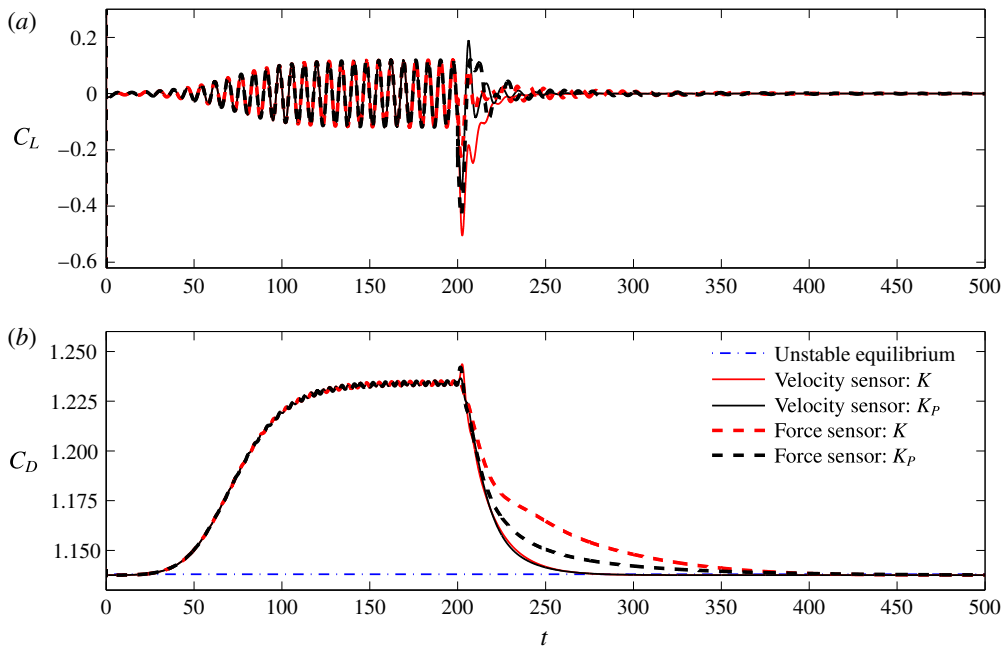 (a)
0.2
0
−0.2
−0.4
−0.6
C_L
0 50 100 150 200 250 300 350 400 450 500
(b)
1.250
1.225
1.200
1.175
1.150
C_D
Unstable equilibrium
Velocity sensor: K
Velocity sensor: K_P
Force sensor: K
Force sensor: K_P
0 50 100 150 200 250 300 350 400 450 500
t